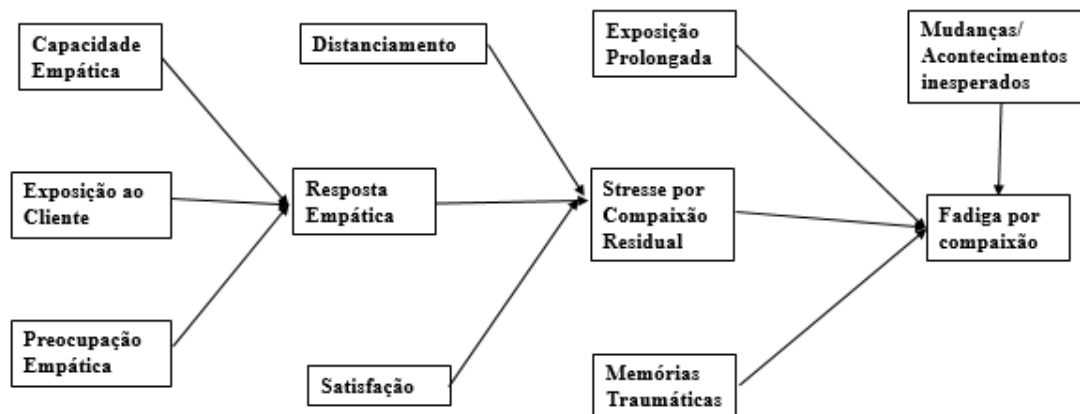 Capacidade
Empática
Distanciamento
Exposição
Prolongada
Mudanças/
Acontecimentos
inesperados
Exposição ao
Cliente
Resposta
Empática
Stresse por
Compaixão
Residual
Fadiga por
compaixão
Preocupação
Empática
Satisfação
Memórias
Traumáticas